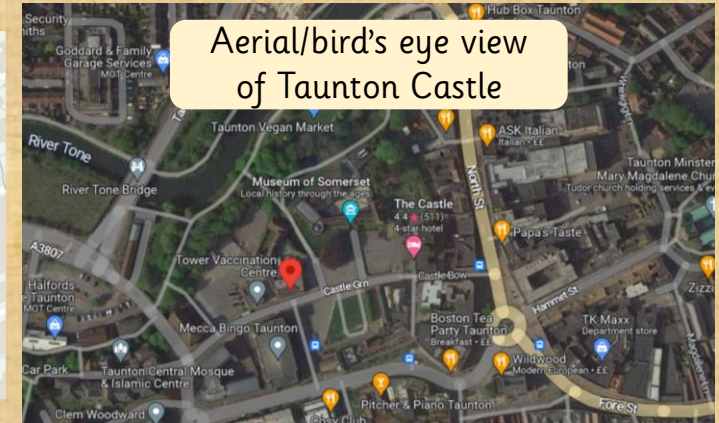 Aerial/bird's eye view
of Taunton Castle
Security
Goddard & Family
Garage Services
MOT Centre
Hub Box Taunton
Taunton Vegan Market
ASK Italian
Italian • ££
River Tone
River Tone Bridge
Museum of Somerset
Local history through the ages
The Castle
4.4 ★ (511)
4-star hotel
North St
Taunton Minster
Mary Magdalene
Tudor church holding services &
Papa's Taste
A3807
Tower Vaccination
Centre
Castle Grn
Castle Bow
Hammet St
Zizzi
Halfords
Taunton
MOT Centre
Mecca Bingo Taunton
Boston Tea
Party Taunton
Breakfast • ££
TK Maxx
Department store
Wildwood
Modern European • ££
Car Park
Taunton Central Mosque
& Islamic Centre
Pitcher & Piano Taunton
Clem Woodward
Fore St